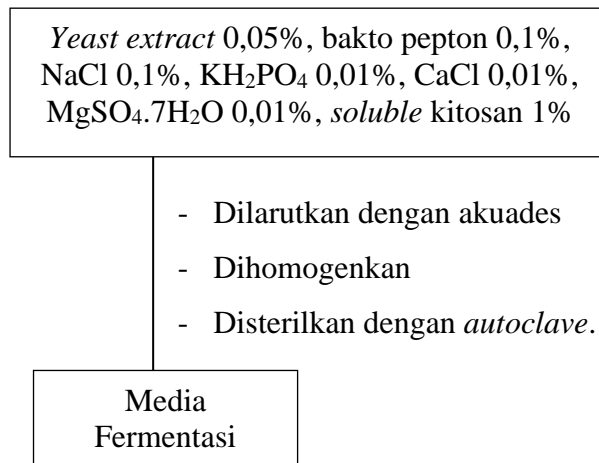 Yeast extract 0,05%, bakto pepton 0,1%,
NaCl 0,1%, KH₂PO₄ 0,01%, CaCl 0,01%,
MgSO₄.7H₂O 0,01%, soluble kitosan 1%
- Dilarutkan dengan akuades
- Dihomogenkan
- Disterilkan dengan autoclave.
Media
Fermentasi